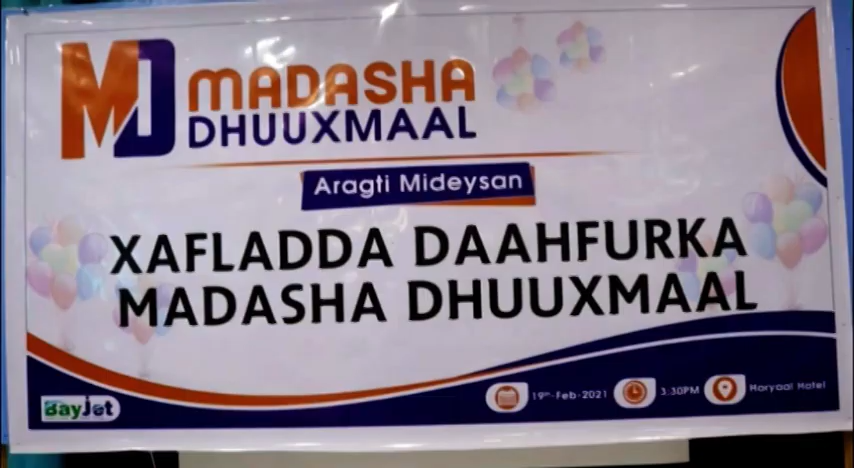 MD MADASHA
DHUUXMAAL
Aragti Mideysan
XAFLADDA DAAHFURKA
MADASHA DHUUXMAAL
BayJet
19th-Feb-2021 3:30PM Haryaal Hotel